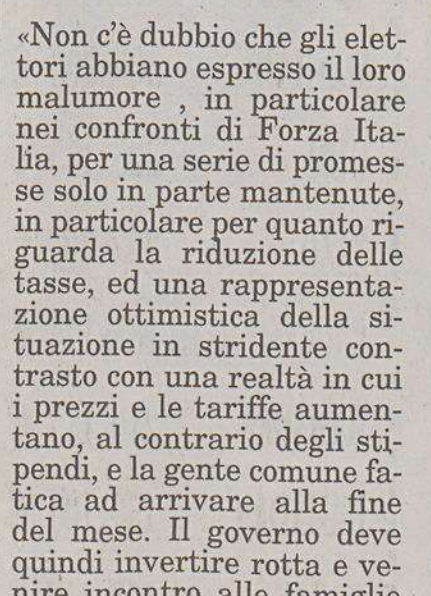 «Non c'è dubbio che gli elet-
tori abbiano espresso il loro
malumore , in particolare
nei confronti di Forza Ita-
lia, per una serie di promes-
se solo in parte mantenute,
in particolare per quanto ri-
guarda la riduzione delle
tasse, ed una rappresenta-
zione ottimistica della si-
tuazione in stridente con-
trasto con una realtà in cui
i prezzi e le tariffe aumen-
tano, al contrario degli sti-
pendi, e la gente comune fa-
tica ad arrivare alla fine
del mese. Il governo deve
quindi invertire rotta e ve-
nire incontro alle famiglie